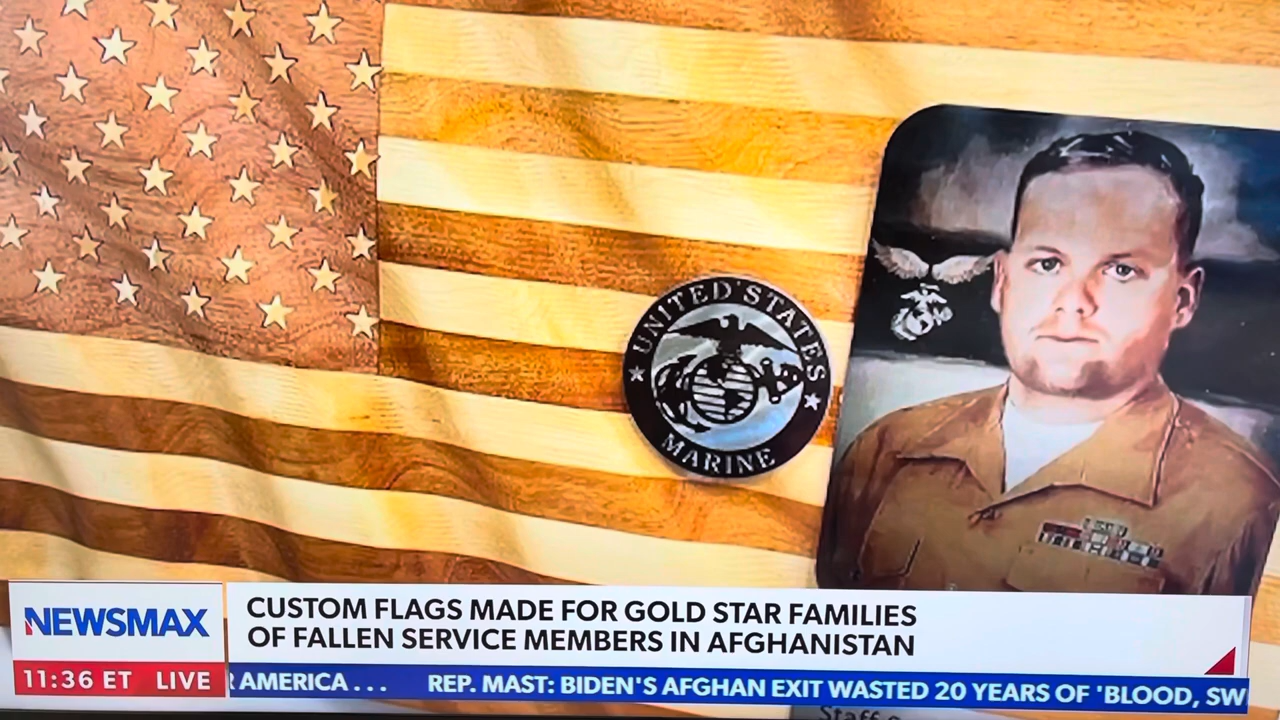 UNITED STATES
MARINE
NEWSMAX
CUSTOM FLAGS MADE FOR GOLD STAR FAMILIES
OF FALLEN SERVICE MEMBERS IN AFGHANISTAN
11:36 ET LIVE
AMERICA... REP. MAST: BIDEN'S AFGHAN EXIT WASTED 20 YEARS OF 'BLOOD, SW
Staff